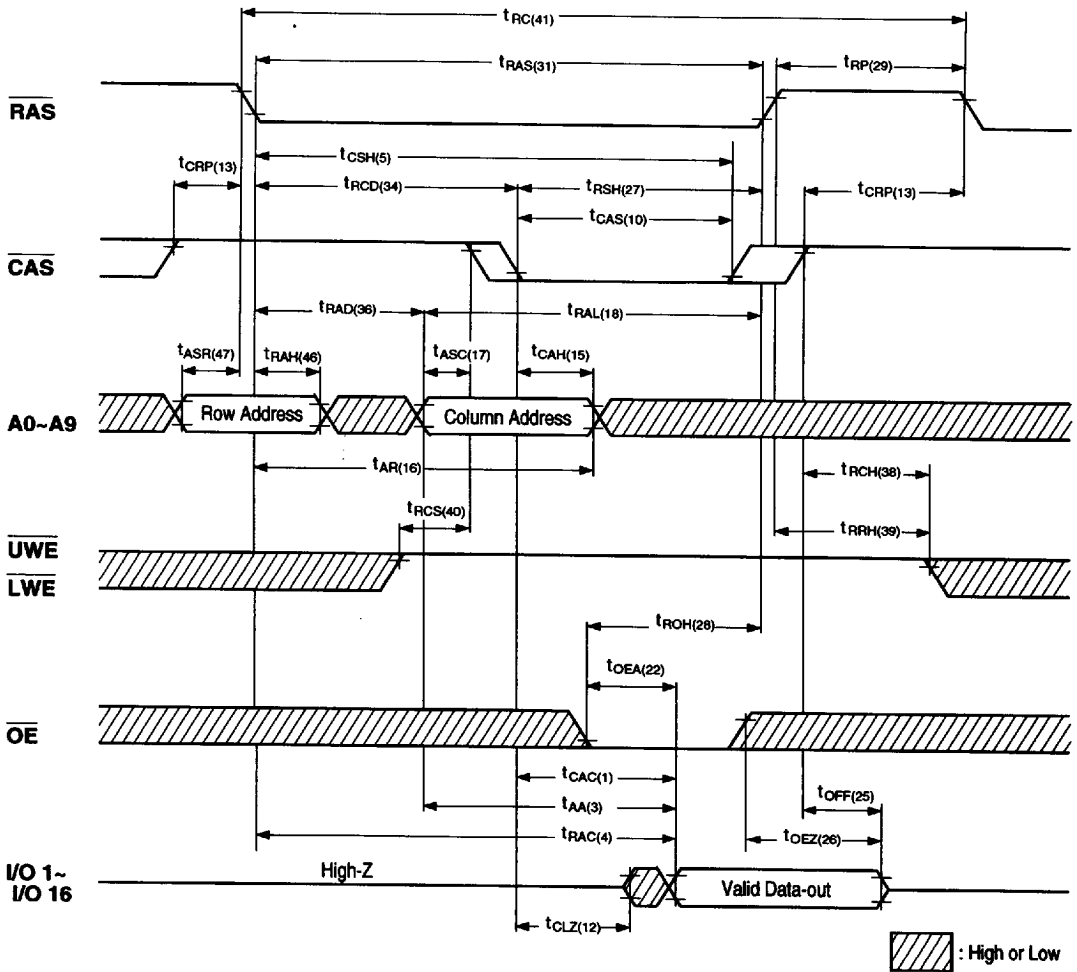 tRC(41)
tRAS(31)
tRP(29)
RAS
tCSH(5)
tCRP(13)
tRCD(34)
tRSH(27)
tCRP(13)
tCAS(10)
CAS
tRAD(36)
tRAL(18)
tASR(47)
tRAH(46)
tASC(17)
tCAH(15)
A0~A9
Row Address
Column Address
tAR(16)
tRCH(38)
tRCS(40)
tRRH(39)
UWE
LWE
tROH(28)
tOEA(22)
OE
tCAC(1)
tOFF(25)
tAA(3)
tOEZ(26)
tRAC(4)
I/O 1~
I/O 16
High-Z
Valid Data-out
tCLZ(12)
: High or Low